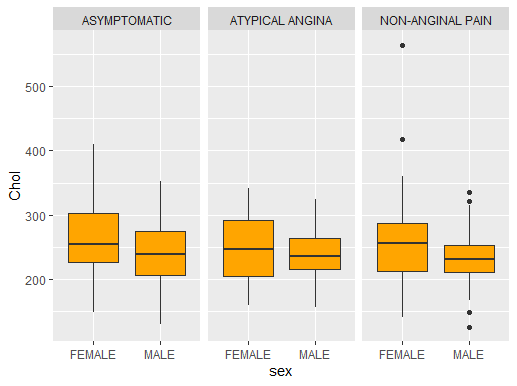 ASYMPTOMATIC ATYPICAL ANGINA NON-ANGINAL PAIN
500
400
300
200
Chol
FEMALE MALE FEMALE MALE FEMALE MALE
sex